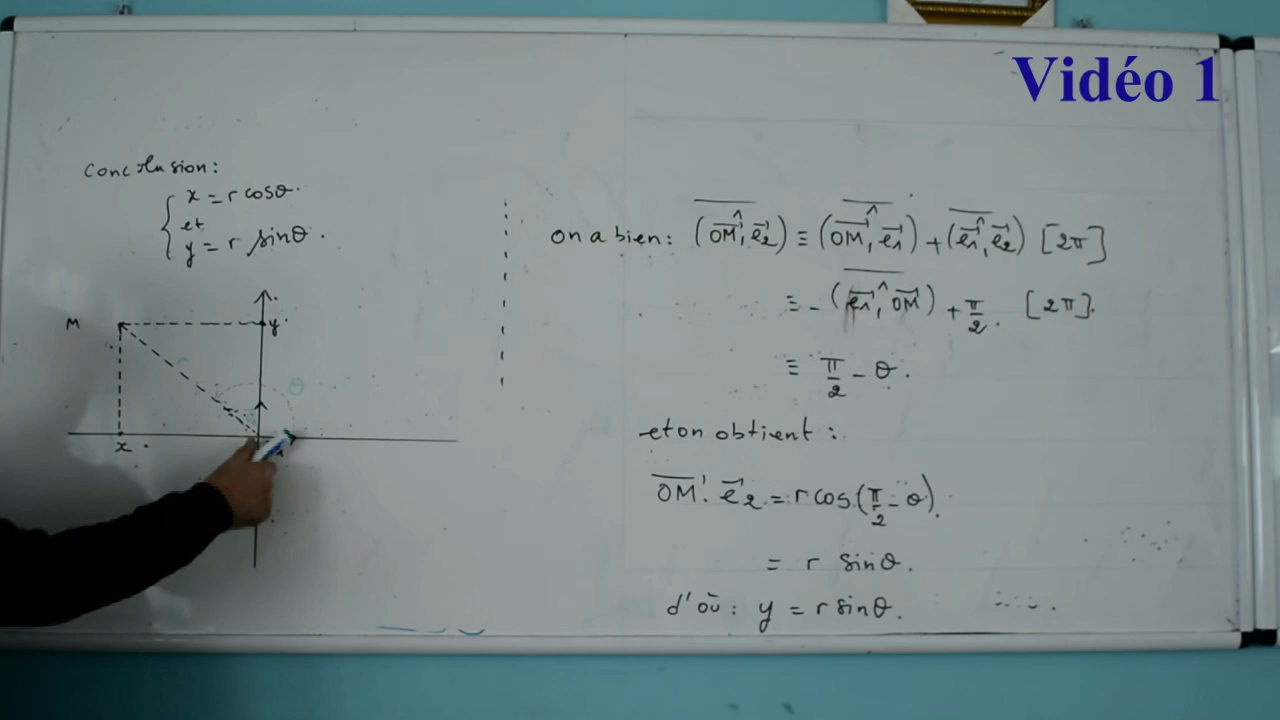 Vidéo 1
Conclusion:
x = r cosθ.
et
y = r sinθ.
M
y
r
θ
x
on a bien: (OM, e2) ≡ (OM, e1) + (e1, e2) [2π]
≡ - (e1, OM) + π/2. [2π].
≡ π/2 - θ.
et on obtient :
OM . e2 = r cos(π/2 - θ).
= r sinθ.
d'où : y = r sinθ.